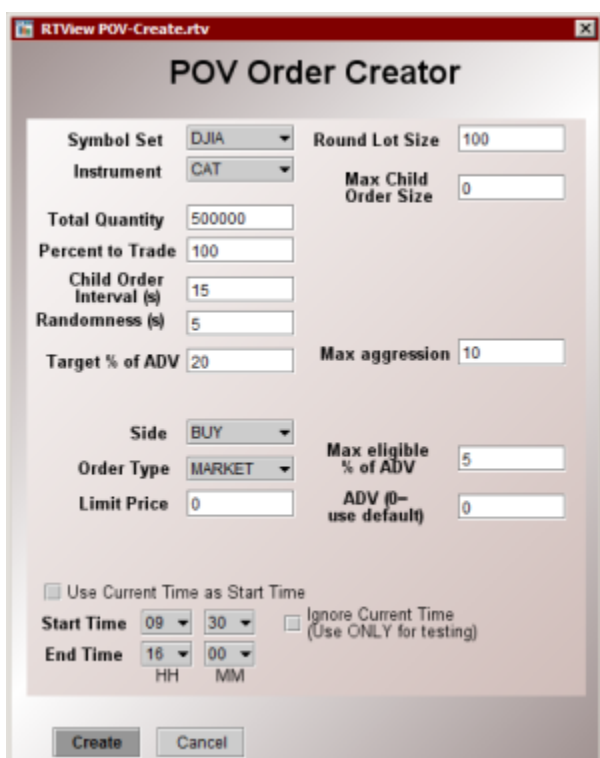 RTView POV-Create.rtv
POV Order Creator
Symbol Set DJIA Round Lot Size 100
Instrument CAT
Max Child
Order Size 0
Total Quantity 500000
Percent to Trade 100
Child Order
Interval (s) 15
Randomness (s) 5
Target % of ADV 20 Max aggression 10
Side BUY
Max eligible
% of ADV 5
Order Type MARKET
Limit Price 0
ADV (0–
use default) 0
Use Current Time as Start Time
Start Time 09 30
Ignore Current Time
(Use ONLY for testing)
End Time 16 00
HH MM
Create Cancel